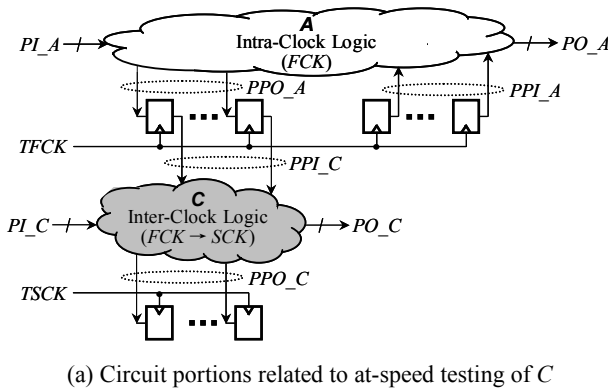 A
PI_A
Intra-Clock Logic
(FCK)
PO_A
PPO_A
PPI_A
TFCK
PPI_C
C
PI_C
Inter-Clock Logic
(FCK → SCK)
PO_C
PPO_C
TSCK
(a) Circuit portions related to at-speed testing of C